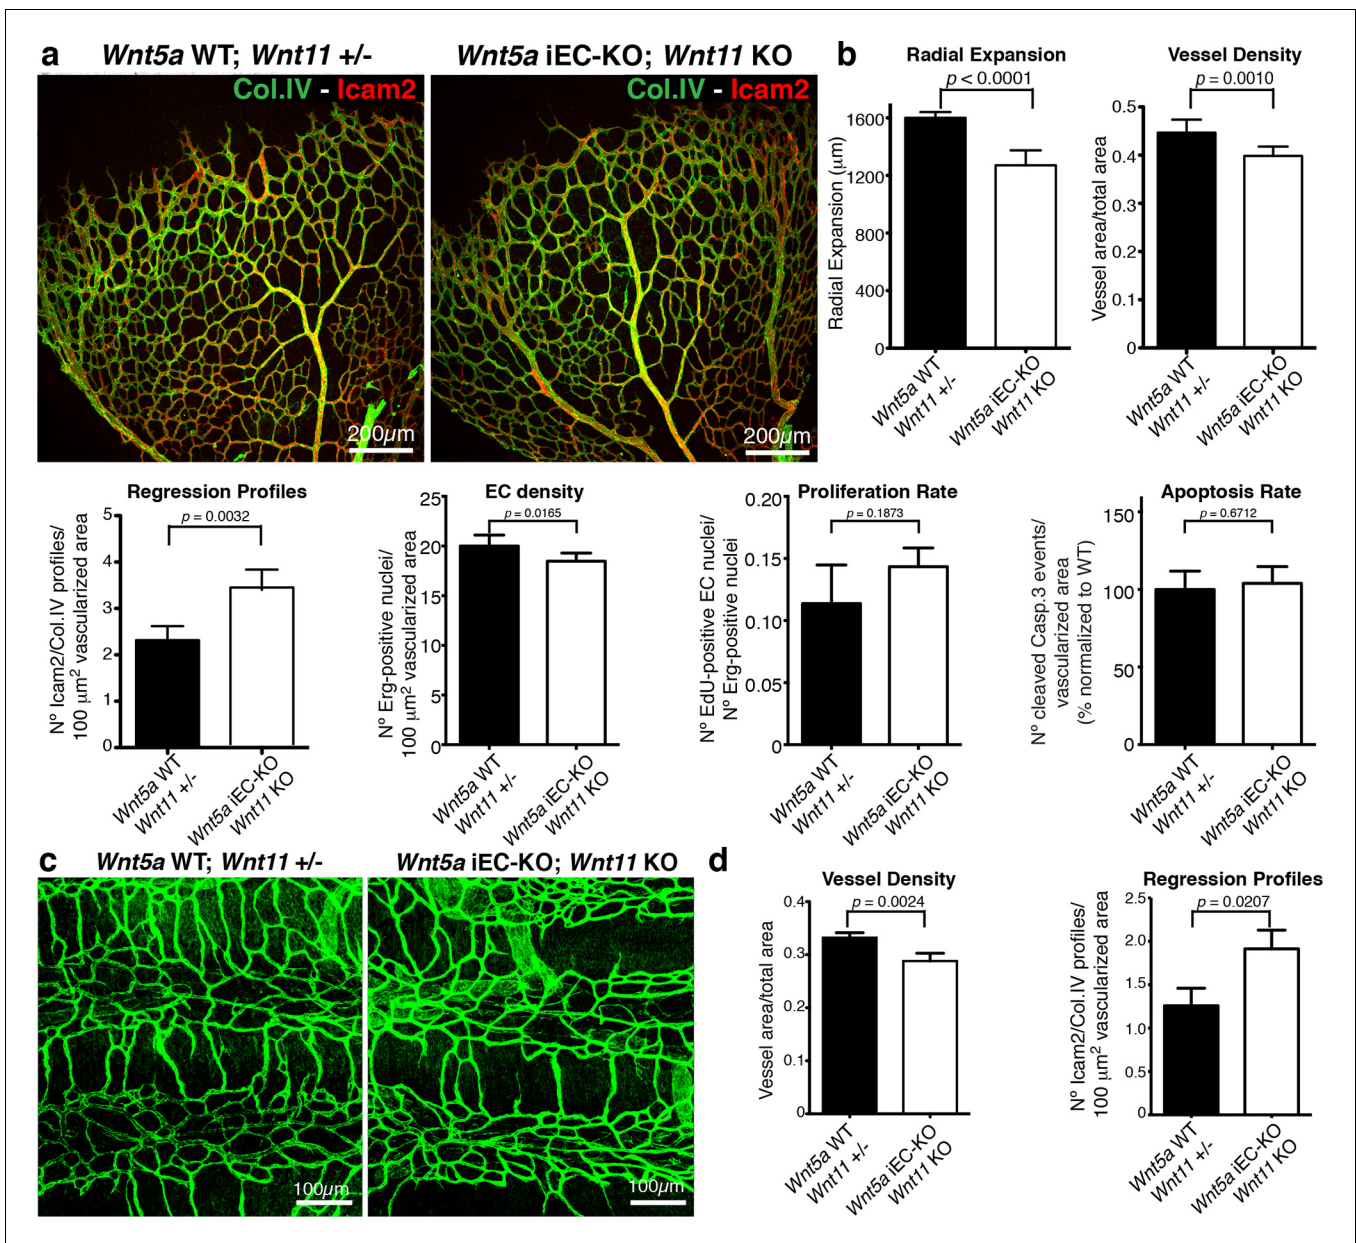 a Wnt5a WT; Wnt11 +/- Wnt5a iEC-KO; Wnt11 KO
Col.IV - Icam2
200µm
Col.IV - Icam2
200µm
b
Radial Expansion
p < 0.0001
Radial Expansion (µm)
1600
1200
800
400
0
Wnt5a WT
Wnt11 +/-
Wnt5a iEC-KO
Wnt11 KO
Vessel Density
p = 0.0010
Vessel area/total area
0.5
0.4
0.3
0.2
0.1
0
Wnt5a WT
Wnt11 +/-
Wnt5a iEC-KO
Wnt11 KO
Regression Profiles
p = 0.0032
Nº Icam2/Col.IV profiles/
100 µm² vascularized area
5
4
3
2
1
0
Wnt5a WT
Wnt11 +/-
Wnt5a iEC-KO
Wnt11 KO
EC density
p = 0.0165
Nº Erg-positive nuclei/
100 µm² vascularized area
25
20
15
10
5
0
Wnt5a WT
Wnt11 +/-
Wnt5a iEC-KO
Wnt11 KO
Proliferation Rate
p = 0.1873
Nº EdU-positive EC nuclei/
Nº Erg-positive nuclei
0.20
0.15
0.10
0.05
0
Wnt5a WT
Wnt11 +/-
Wnt5a iEC-KO
Wnt11 KO
Apoptosis Rate
p = 0.6712
Nº cleaved Casp.3 events/
vascularized area
(% normalized to WT)
150
100
50
0
Wnt5a WT
Wnt11 +/-
Wnt5a iEC-KO
Wnt11 KO
c Wnt5a WT; Wnt11 +/- Wnt5a iEC-KO; Wnt11 KO
100µm
100µm
d
Vessel Density
p = 0.0024
Vessel area/total area
0.4
0.3
0.2
0.1
0
Wnt5a WT
Wnt11 +/-
Wnt5a iEC-KO
Wnt11 KO
Regression Profiles
p = 0.0207
Nº Icam2/Col.IV profiles/
100 µm² vascularized area
2.5
2.0
1.5
1.0
0.5
0
Wnt5a WT
Wnt11 +/-
Wnt5a iEC-KO
Wnt11 KO